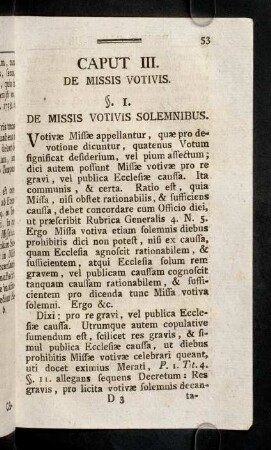 53
CAPUT III.
DE MISSIS VOTIVIS.
§. I.
DE MISSIS VOTIVIS SOLEMNIBUS.
Votivæ Missæ appellantur, quæ pro de-
votione dicuntur, quatenus Votum
significat desiderium, vel pium affectum;
dici autem possunt Missæ votivæ pro re
gravi, vel publica Ecclesiæ caussa. Ita
communis, & certa. Ratio est, quia
Missa, nisi obstet rationabilis, & sufficiens
caussa, debet concordare cum Officio diei,
ut præscribit Rubrica Generalis 4. N. 5.
Ergo Missa votiva etiam solemnis diebus
prohibitis dici non potest, nisi ex caussa,
quam Ecclesia agnoscit rationabilem, &
sufficientem, atqui Ecclesia solum rem
gravem, vel publicam caussam cognoscit
tanquam caussam rationabilem, & suffi-
cientem pro dicenda tunc Missa votiva
solemni. Ergo &c.
Dixi: pro re gravi, vel publica Eccle-
siæ caussa. Utrumque autem copulative
sumendum est, scilicet res gravis, & si-
mul publica Ecclesiæ caussa, ut diebus
prohibitis Missæ votivæ celebrari queant,
uti docet eximius Merati, P. 1. Tit. 4.
§. 11. allegans sequens Decretum: Res
gravis, pro licita votivæ solemnis decan-
D 3
ta-